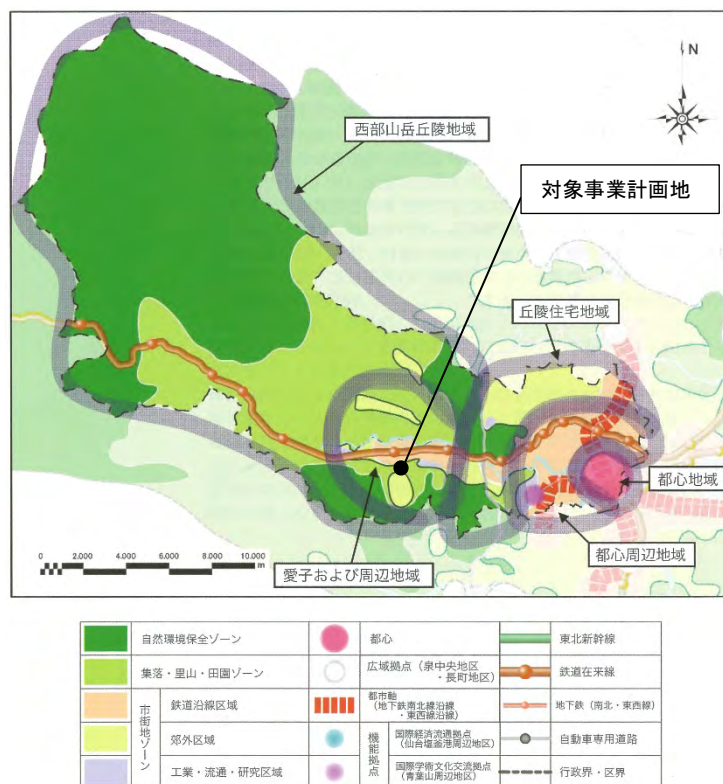 N
西部山岳丘陵地域
対象事業計画地
丘陵住宅地域
都心地域
都心周辺地域
愛子および周辺地域
0 2,000 4,000 6,000 8,000 10,000
m
自然環境保全ゾーン
都心
東北新幹線
集落・里山・田園ゾーン
広域拠点(泉中央地区
・長町地区)
鉄道在来線
市街地ゾーン
鉄道沿線区域
都市軸
(地下鉄南北線沿線
・東西線沿線)
地下鉄(南北・東西線)
郊外区域
機能拠点
国際経済流通拠点
(仙台塩釜港周辺地区)
自動車専用道路
工業・流通・研究区域
国際学術文化交流拠点
(青葉山周辺地区)
行政界・区界